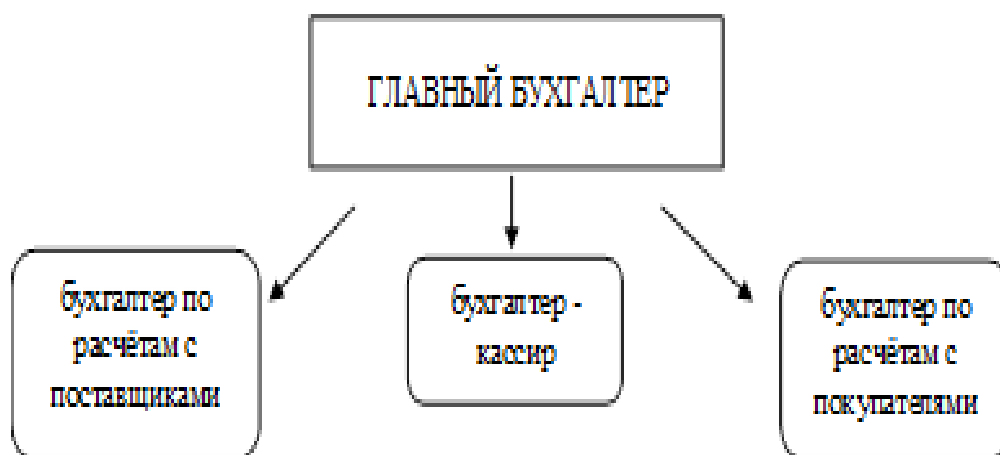 ГЛАВНЫЙ БУХГАЛТЕР
бухгалтер по
расчётам с
поставщиками
бухгалтер -
кассир
бухгалтер по
расчётам с
покупателями